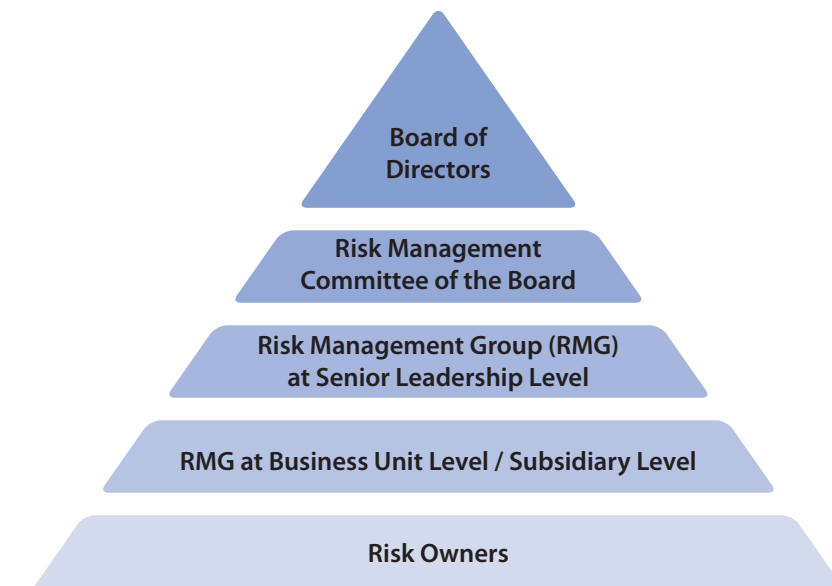 Board of
Directors
Risk Management
Committee of the Board
Risk Management Group (RMG)
at Senior Leadership Level
RMG at Business Unit Level / Subsidiary Level
Risk Owners